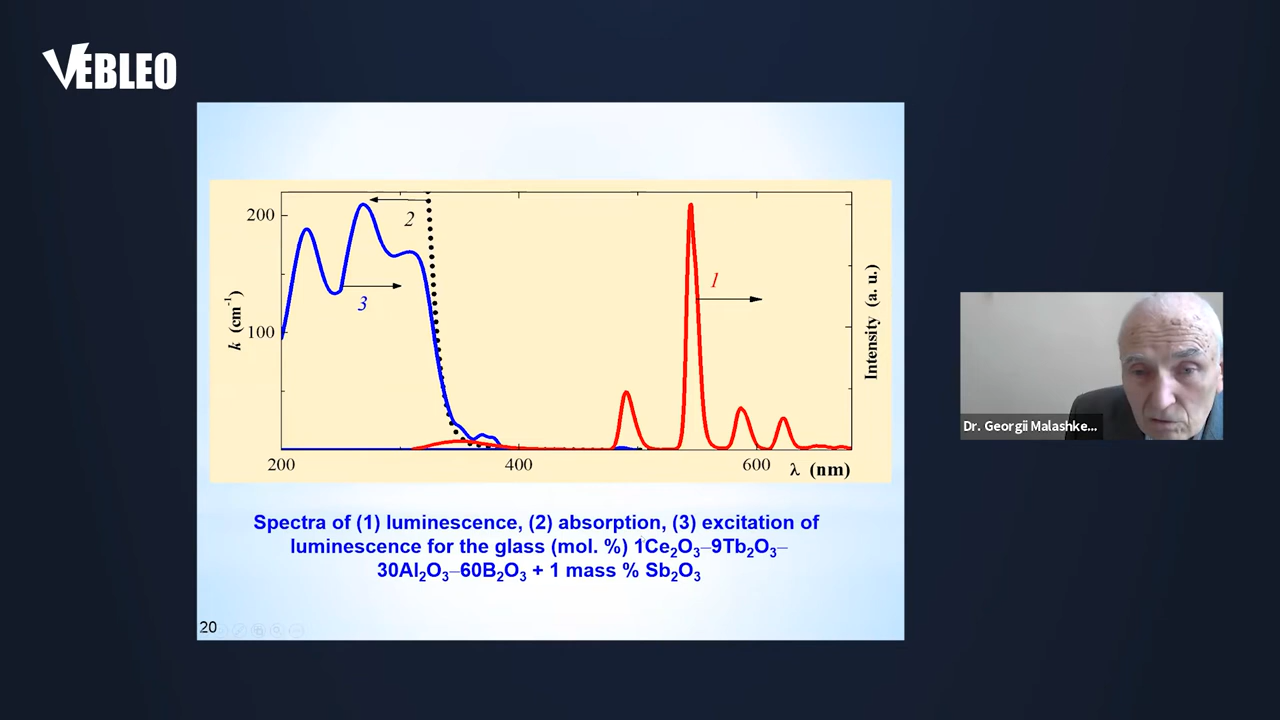 VEBLEO
200
2
1
3
k (cm⁻¹)
100
Intensity (a. u.)
200
400
600
λ (nm)
Spectra of (1) luminescence, (2) absorption, (3) excitation of
luminescence for the glass (mol. %) 1Ce₂O₃–9Tb₂O₃–
30Al₂O₃–60B₂O₃ + 1 mass % Sb₂O₃
20
Dr. Georgii Malashke...